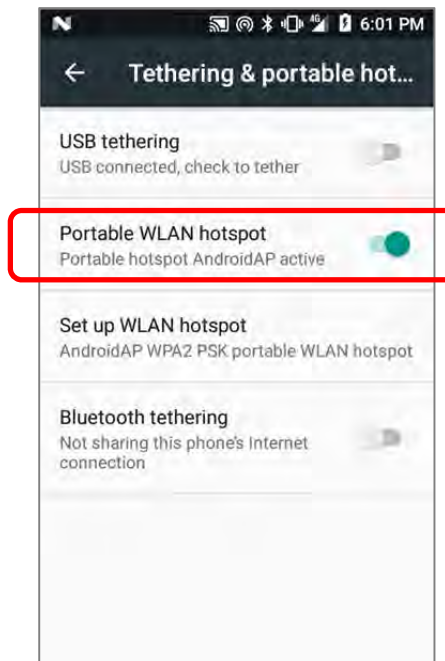 4G 6:01 PM
Tethering & portable hot...
USB tethering
USB connected, check to tether
Portable WLAN hotspot
Portable hotspot AndroidAP active
Set up WLAN hotspot
AndroidAP WPA2 PSK portable WLAN hotspot
Bluetooth tethering
Not sharing this phone's Internet
connection